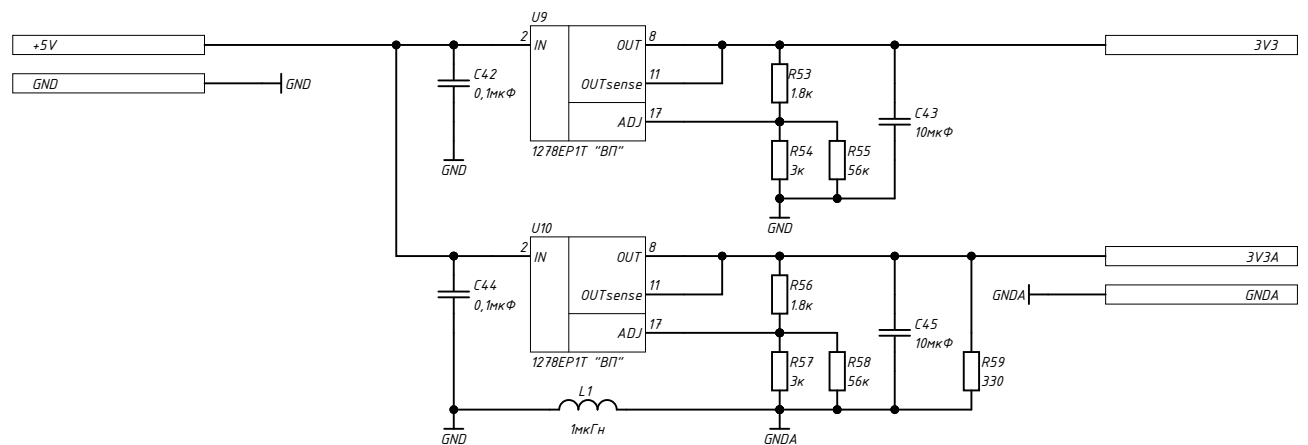 U9
+5V
2
IN
OUT
8
3V3
GND
GND
C42
0,1мкФ
OUTsense
11
R53
1.8к
ADJ
17
C43
10мкФ
1278ЕР1Т "ВП"
R54
3к
R55
56к
GND
GND
U10
2
IN
OUT
8
3V3A
C44
0,1мкФ
OUTsense
11
R56
1.8к
GNDA
GNDA
ADJ
17
C45
10мкФ
1278ЕР1Т "ВП"
R57
3к
R58
56к
R59
330
L1
1мкГн
GND
GNDA